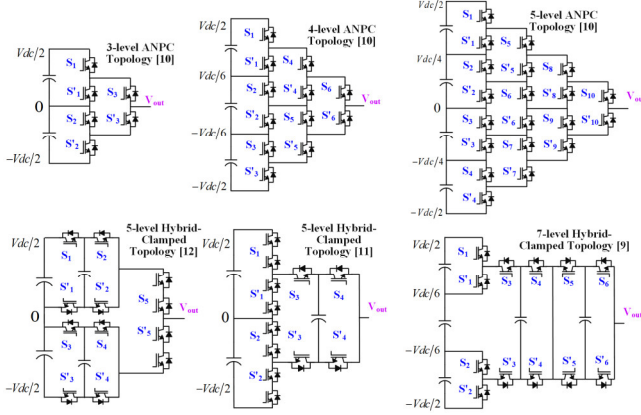 3-level ANPC
Topology [10]
Vdc/2
0
-Vdc/2
S1
S'1
S2
S'2
S3
S'3
Vout
4-level ANPC
Topology [10]
Vdc/2
Vdc/6
-Vdc/6
-Vdc/2
S1
S'1
S2
S'2
S3
S'3
S4
S'4
S5
S'5
S6
S'6
Vout
5-level ANPC
Topology [10]
Vdc/2
Vdc/4
0
-Vdc/4
-Vdc/2
S1
S'1
S2
S'2
S3
S'3
S4
S'4
S5
S'5
S6
S'6
S7
S'7
S8
S'8
S9
S'9
S10
S'10
5-level Hybrid-
Clamped
Topology [12]
Vdc/2
0
-Vdc/2
S1
S2
S'1
S'2
S3
S4
S'3
S'4
S5
S'5
Vout
5-level Hybrid-
Clamped
Topology [11]
Vdc/2
0
-Vdc/2
S1
S'1
S2
S'2
S3
S4
S'3
S'4
Vout
7-level Hybrid-
Clamped Topology [9]
Vdc/2
Vdc/6
-Vdc/6
-Vdc/2
S1
S'1
S2
S'2
S3
S4
S5
S6
S'3
S'4
S'5
S'6
Vout